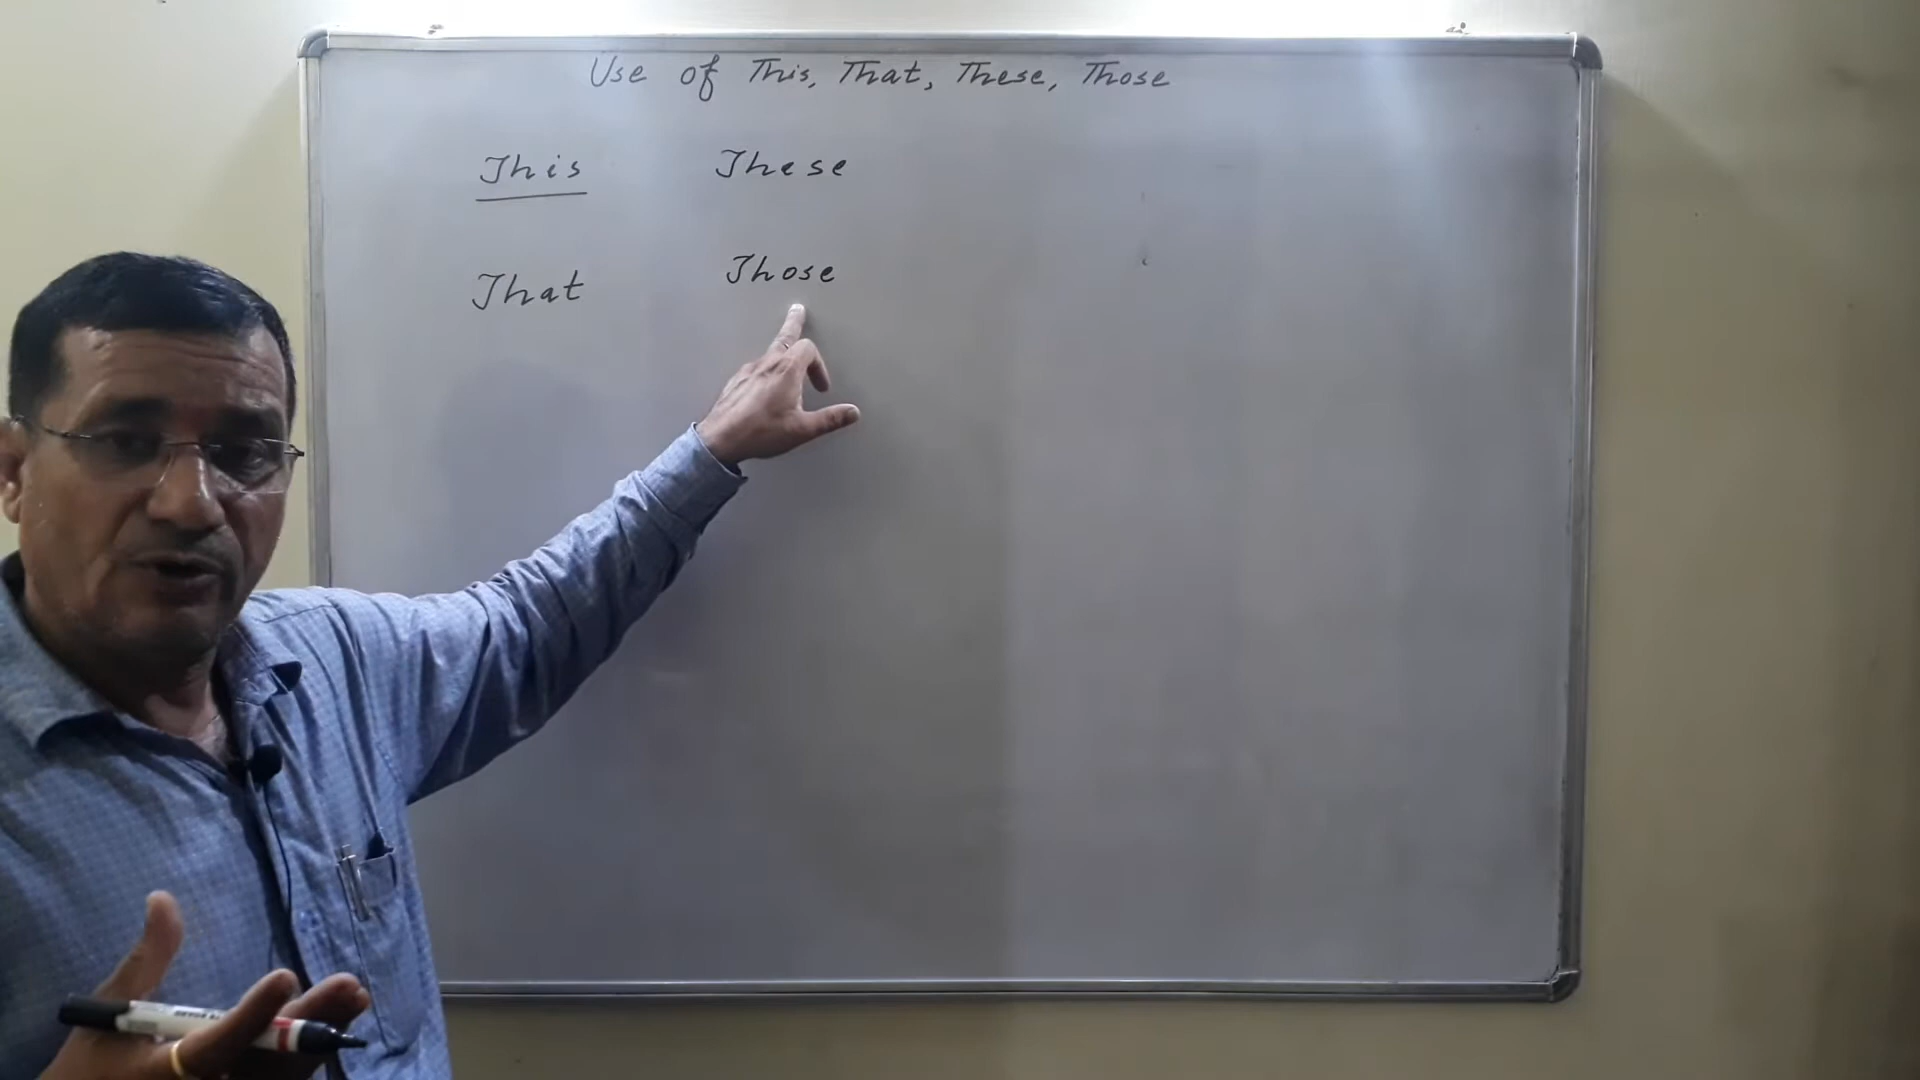 Use of This, That, These, Those
This These
That Those